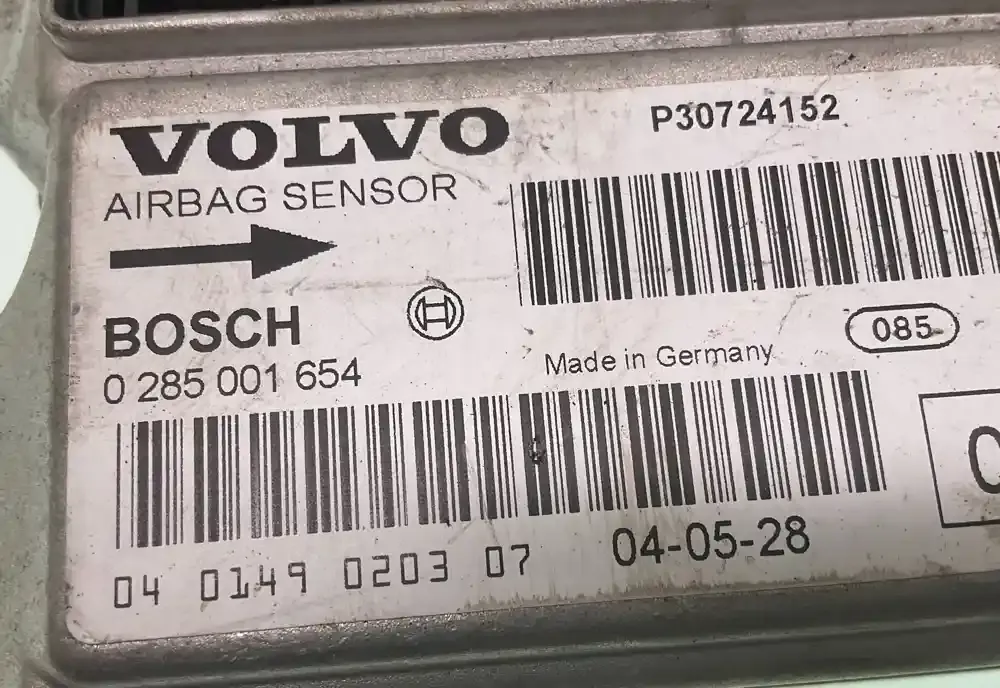 VOLVO
P30724152
AIRBAG SENSOR
BOSCH
085
0 285 001 654
Made in Germany
04 0149 0203 07
04-05-28